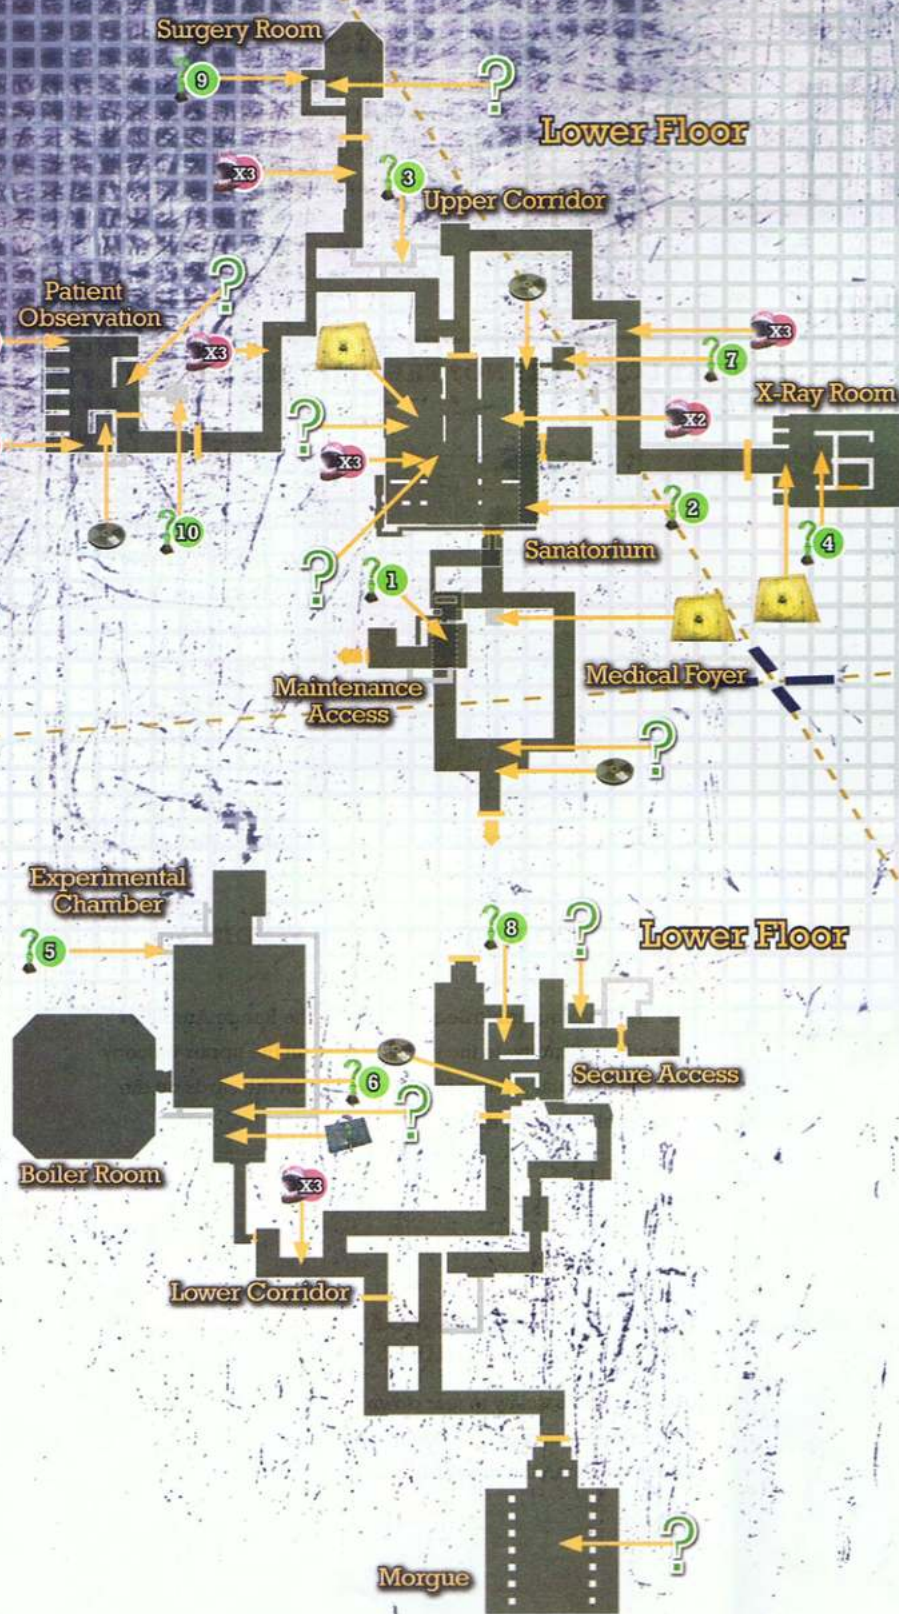 Surgery Room
9
?
Lower Floor
X3
3
Upper Corridor
?
Patient
Observation
X3
X3
7
X-Ray Room
?
X2
X3
2
10
4
Sanatorium
?
1
Medical Foyer
Maintenance
Access
?
Experimental
Chamber
5
8
?
Lower Floor
6
Secure Access
?
Boiler Room
X3
Lower Corridor
?
Morgue